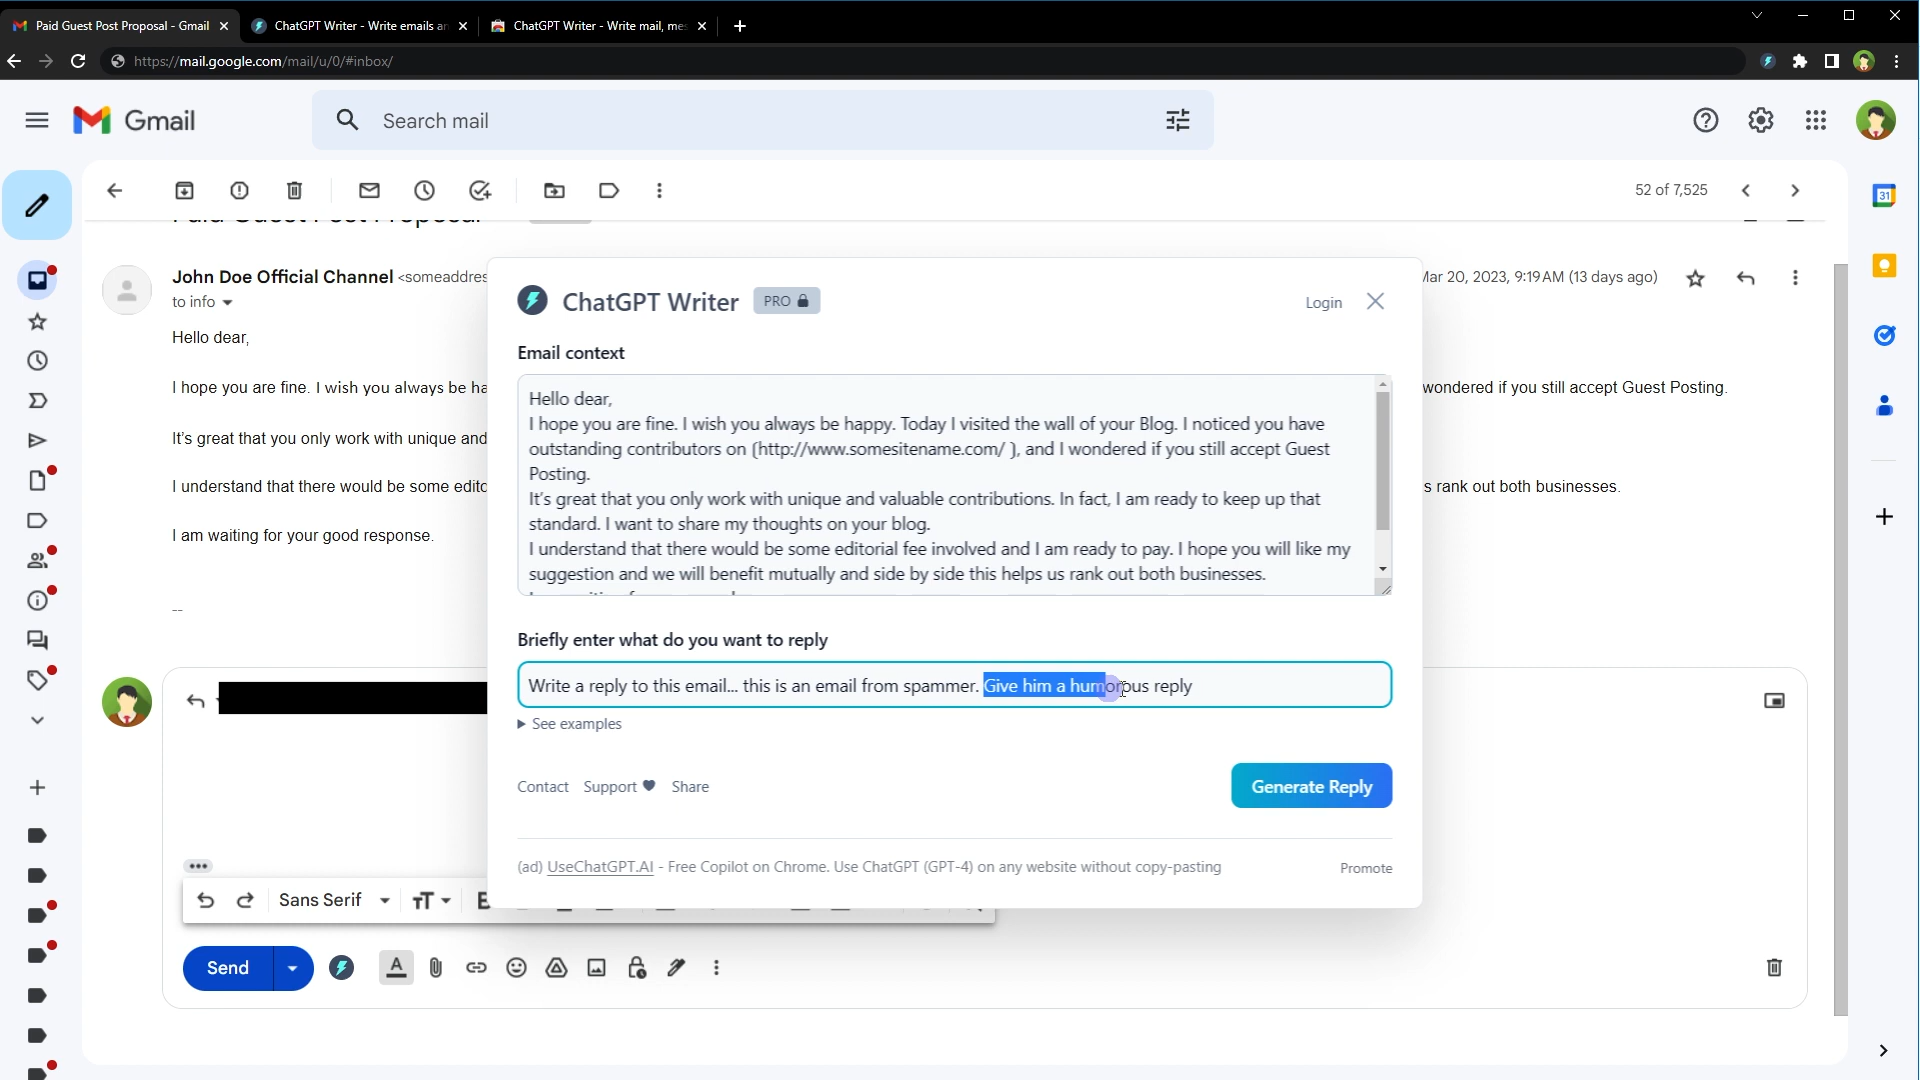 Paid Guest Post Proposal - Gmail
ChatGPT Writer - Write emails an
ChatGPT Writer - Write mail, mes
https://mail.google.com/mail/u/0/#inbox/
Gmail
Search mail
52 of 7,525
Paid Guest Post Proposal
John Doe Official Channel <someaddres
Mar 20, 2023, 9:19 AM (13 days ago)
to info
Hello dear,
I hope you are fine. I wish you always be ha
wondered if you still accept Guest Posting.
It's great that you only work with unique and
I understand that there would be some edito
s rank out both businesses.
I am waiting for your good response.
--
ChatGPT Writer
PRO
Login
Email context
Hello dear,
I hope you are fine. I wish you always be happy. Today I visited the wall of your Blog. I noticed you have
outstanding contributors on (http://www.somesitename.com/ ), and I wondered if you still accept Guest
Posting.
It's great that you only work with unique and valuable contributions. In fact, I am ready to keep up that
standard. I want to share my thoughts on your blog.
I understand that there would be some editorial fee involved and I am ready to pay. I hope you will like my
suggestion and we will benefit mutually and side by side this helps us rank out both businesses.
Briefly enter what do you want to reply
Write a reply to this email... this is an email from spammer. Give him a humorous reply
See examples
Contact Support Share
Generate Reply
(ad) UseChatGPT.AI - Free Copilot on Chrome. Use ChatGPT (GPT-4) on any website without copy-pasting
Promote
Sans Serif
Send
31